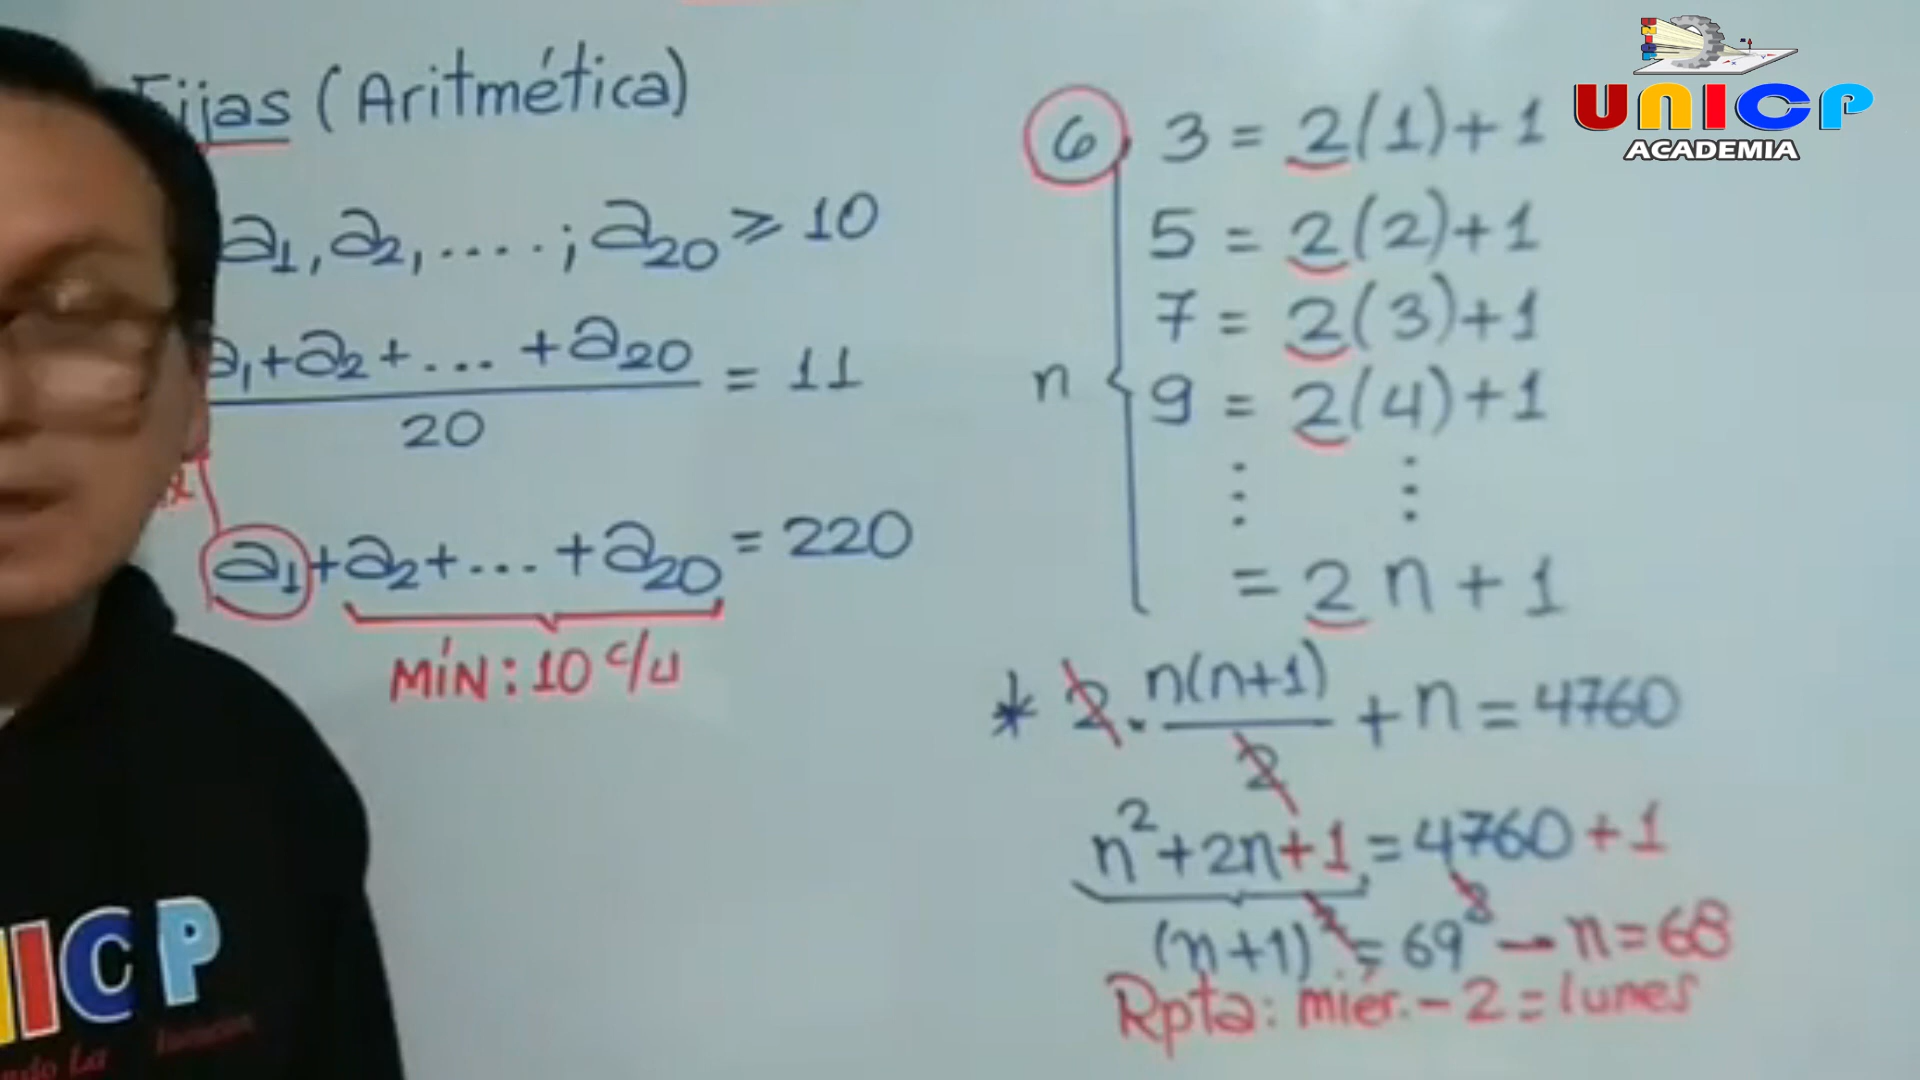 Fijas (Aritmética)
a₁, a₂, ....; a₂₀ ≥ 10
a₁+a₂+... +a₂₀ = 11
20
a₁+a₂+... +a₂₀ = 220
MÍN: 10 c/u
6, 3 = 2(1)+1
5 = 2(2)+1
7 = 2(3)+1
n 9 = 2(4)+1
⋮ ⋮
= 2n+1
* 2. n(n+1) + n = 4760
2
n²+2n+1 = 4760+1
(n+1)² = 69² – n=68
Rpta: miér. - 2 = lunes
UNICP
ACADEMIA
NICP